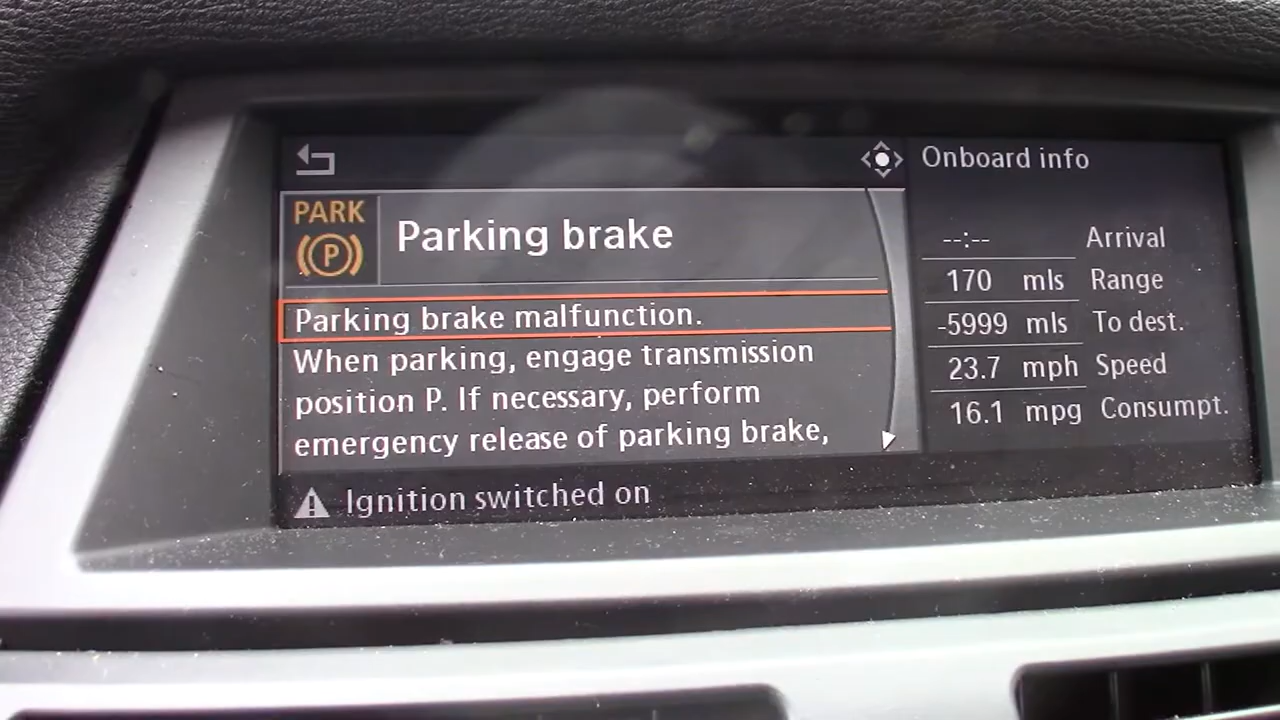 Onboard info
PARK
(P)
Parking brake
Parking brake malfunction.
When parking, engage transmission
position P. If necessary, perform
emergency release of parking brake,
Ignition switched on
--:-- Arrival
170 mls Range
-5999 mls To dest.
23.7 mph Speed
16.1 mpg Consumpt.